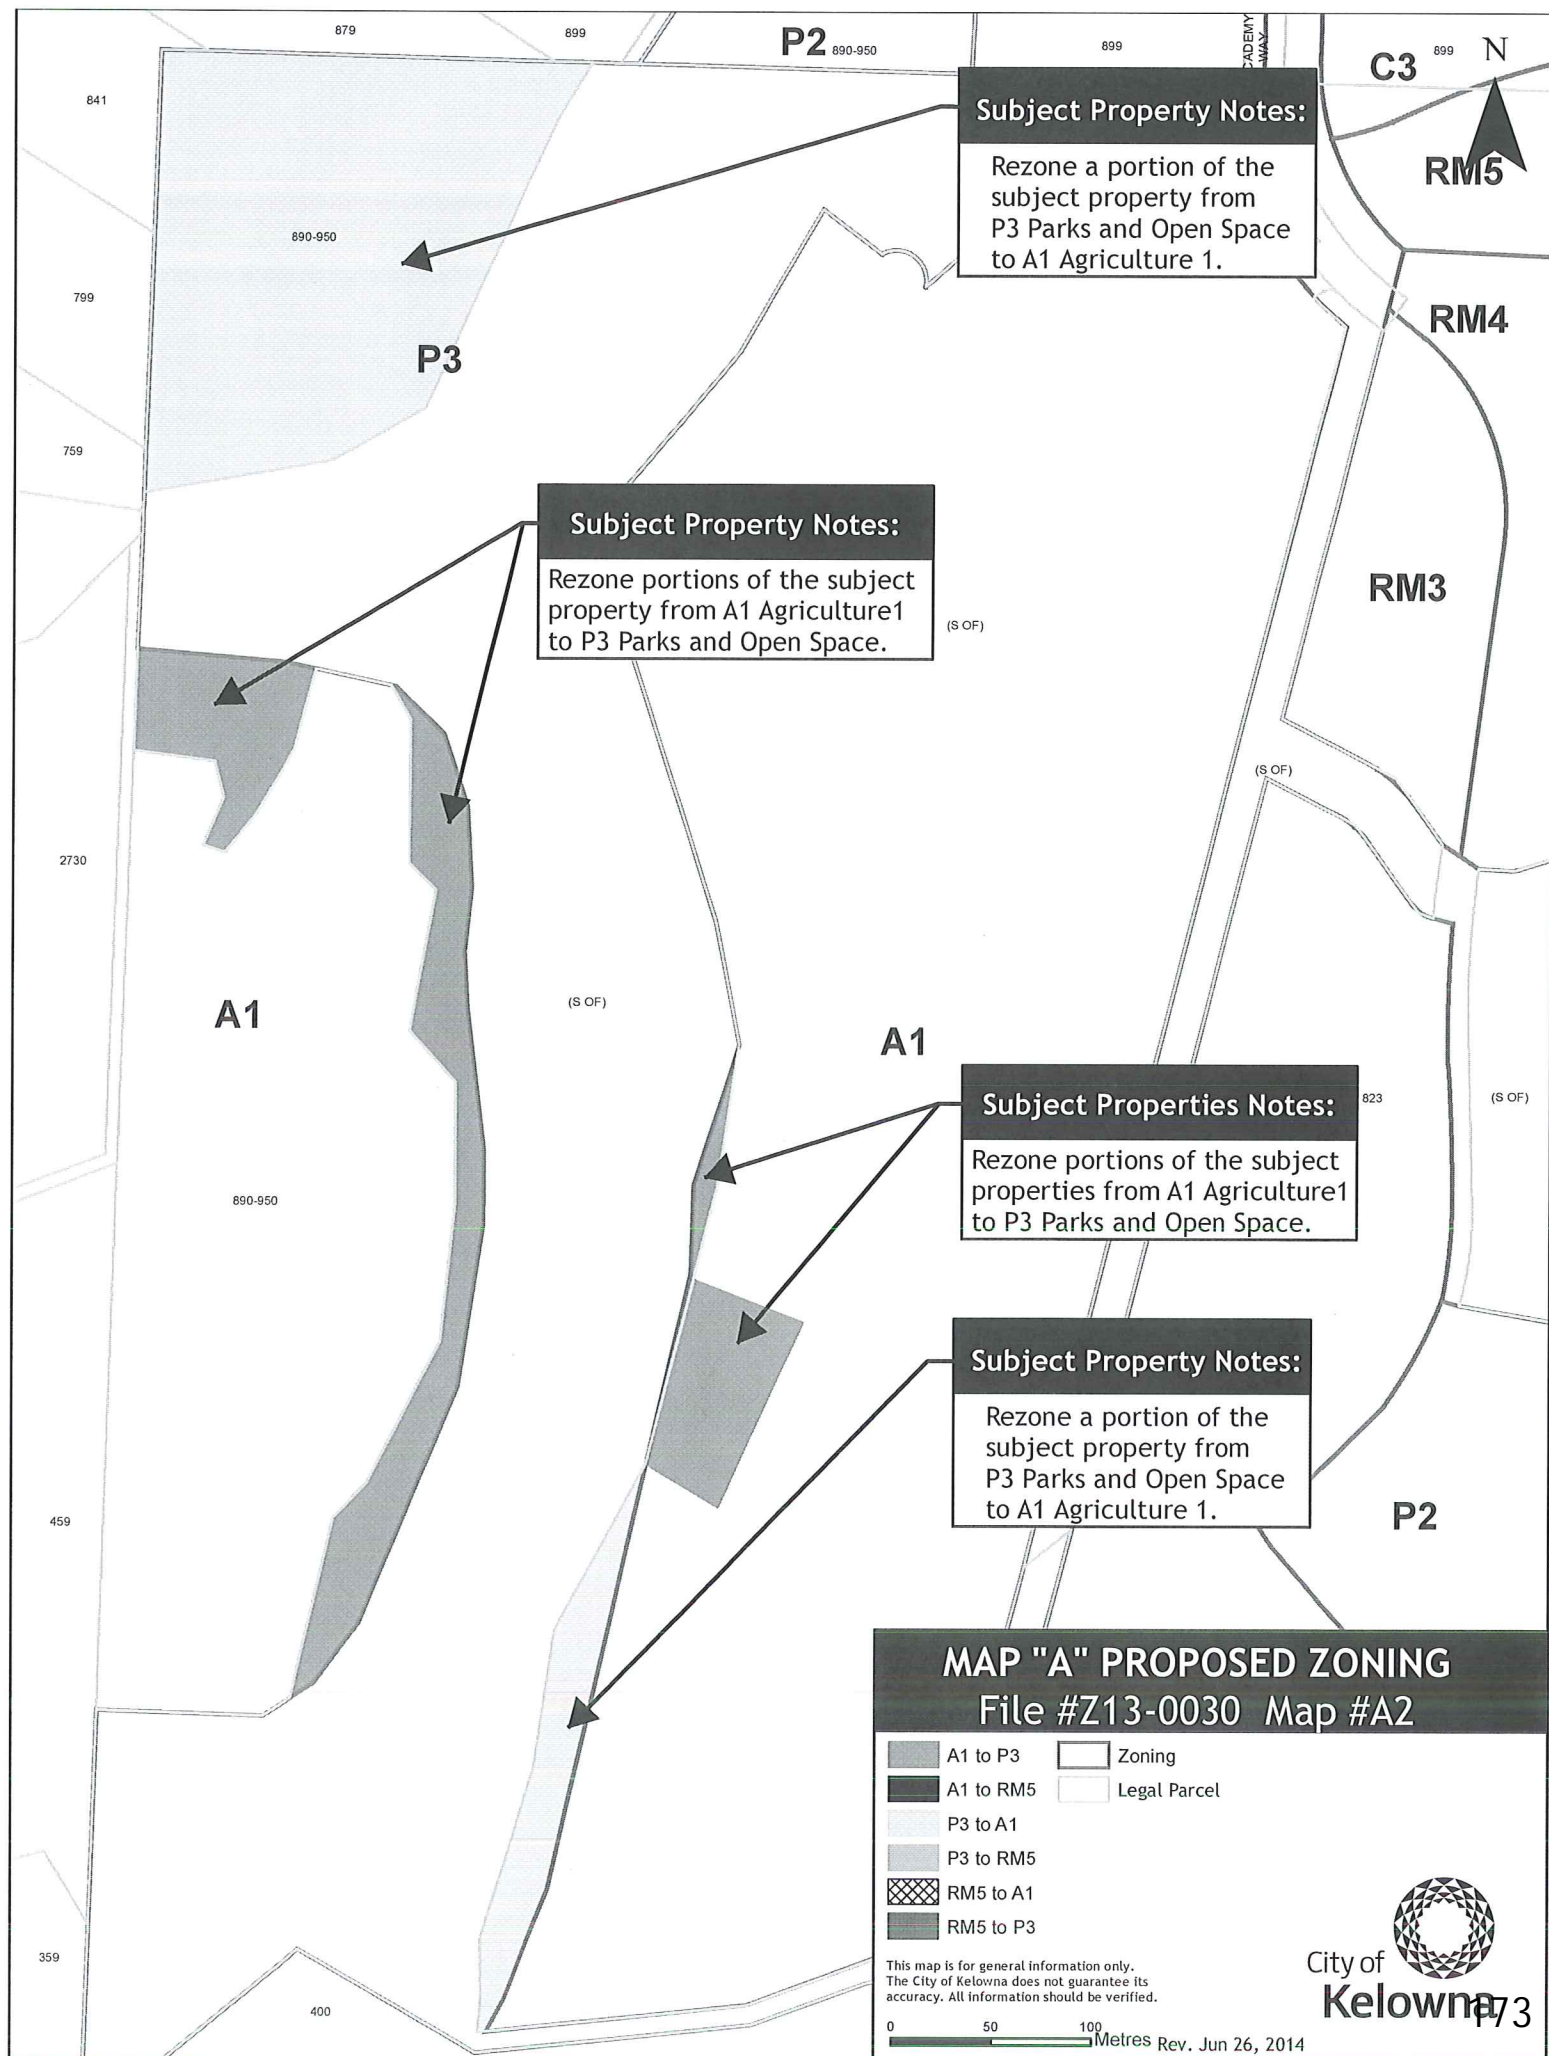 879
899
P2
890-950
899
CADEMY
WAY
C3
899
N
841
Subject Property Notes:
Rezone a portion of the
subject property from
P3 Parks and Open Space
to A1 Agriculture 1.
RM5
890-950
799
RM4
P3
759
Subject Property Notes:
Rezone portions of the subject
property from A1 Agriculture1
to P3 Parks and Open Space.
RM3
(S OF)
(S OF)
2730
A1
(S OF)
A1
Subject Properties Notes:
Rezone portions of the subject
properties from A1 Agriculture1
to P3 Parks and Open Space.
823
(S OF)
890-950
Subject Property Notes:
Rezone a portion of the
subject property from
P3 Parks and Open Space
to A1 Agriculture 1.
459
P2
MAP "A" PROPOSED ZONING
File #Z13-0030 Map #A2
A1 to P3
Zoning
A1 to RM5
Legal Parcel
P3 to A1
P3 to RM5
RM5 to A1
RM5 to P3
This map is for general information only.
The City of Kelowna does not guarantee its
accuracy. All information should be verified.
0 50 100
Metres Rev. Jun 26, 2014
City of
Kelowna
173
359
400